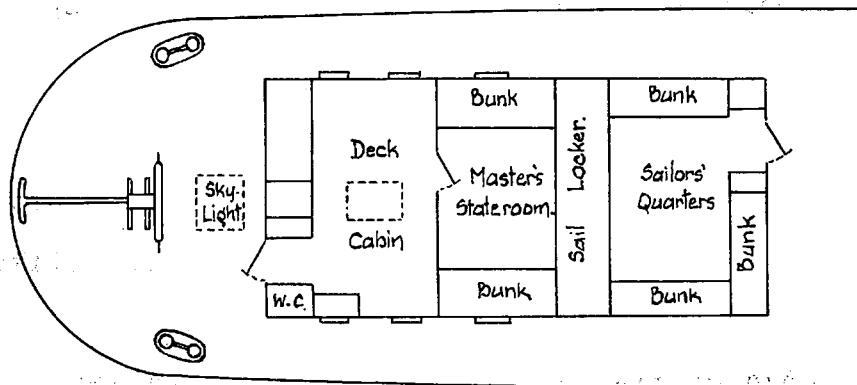 Sky-
Light
W.C.
Deck
Cabin
Bunk
Master's
Stateroom.
Bunk
Sail Locker.
Bunk
Sailors'
Quarters
Bunk
Bunk